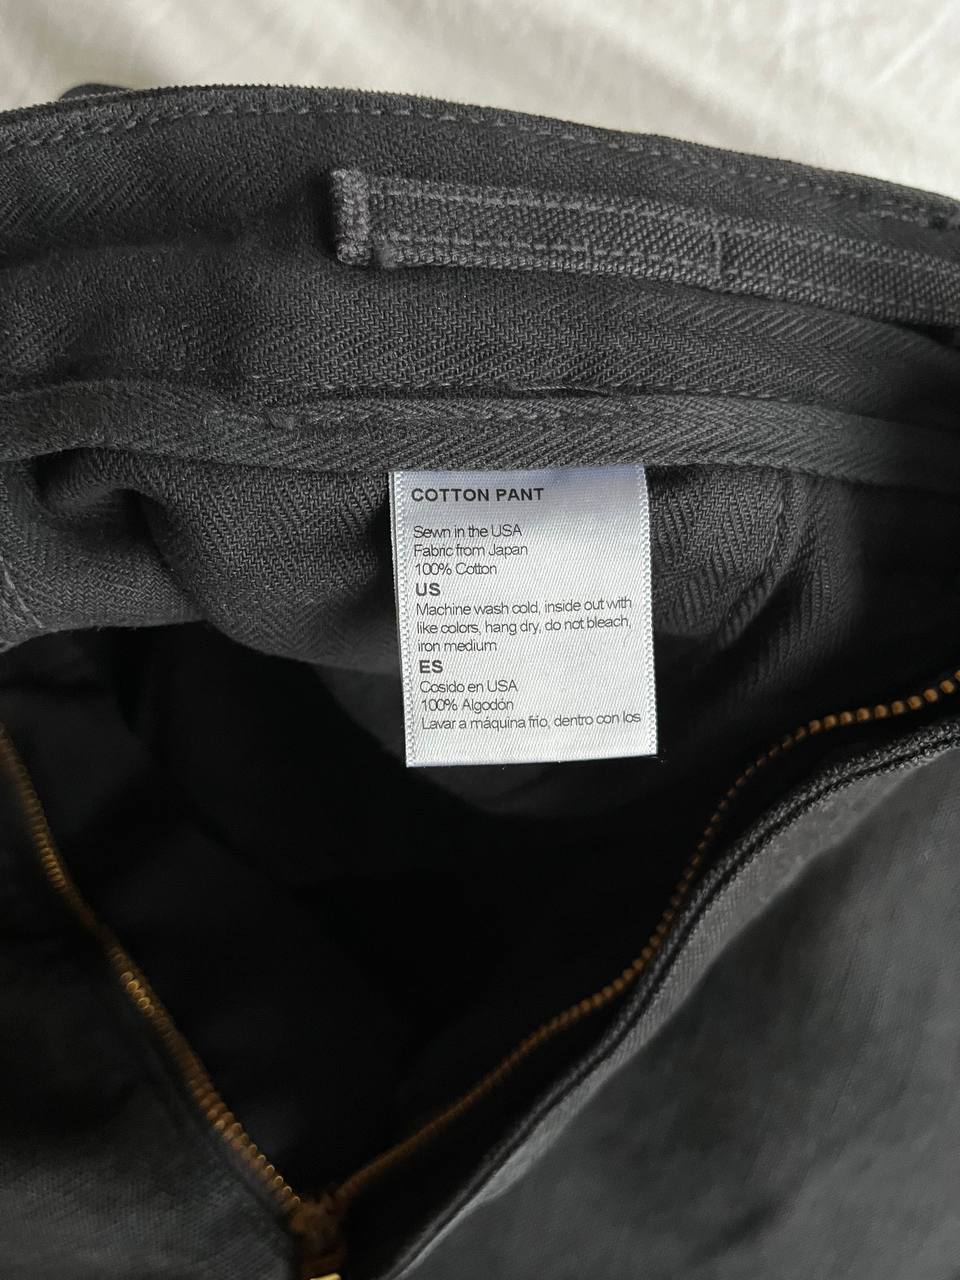 COTTON PANT
Sewn in the USA
Fabric from Japan
100% Cotton
US
Machine wash cold, inside out with
like colors, hang dry, do not bleach,
iron medium
ES
Cosido en USA
100% Algodón
Lavar a máquina frio, dentro con los